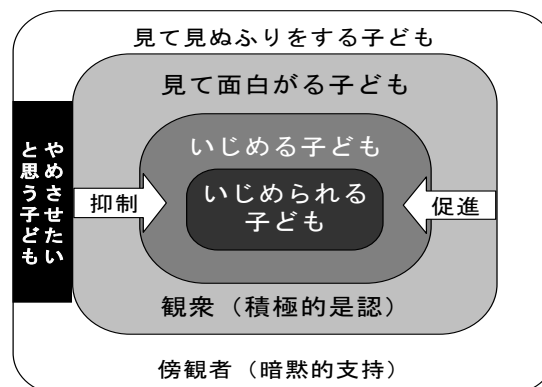 見て見ぬふりをする子ども
見て面白がる子ども
いじめる子ども
いじめられる
子ども
やめさせたい
と思う子ども
抑制
促進
観衆（積極的是認）
傍観者（暗黙的支持）